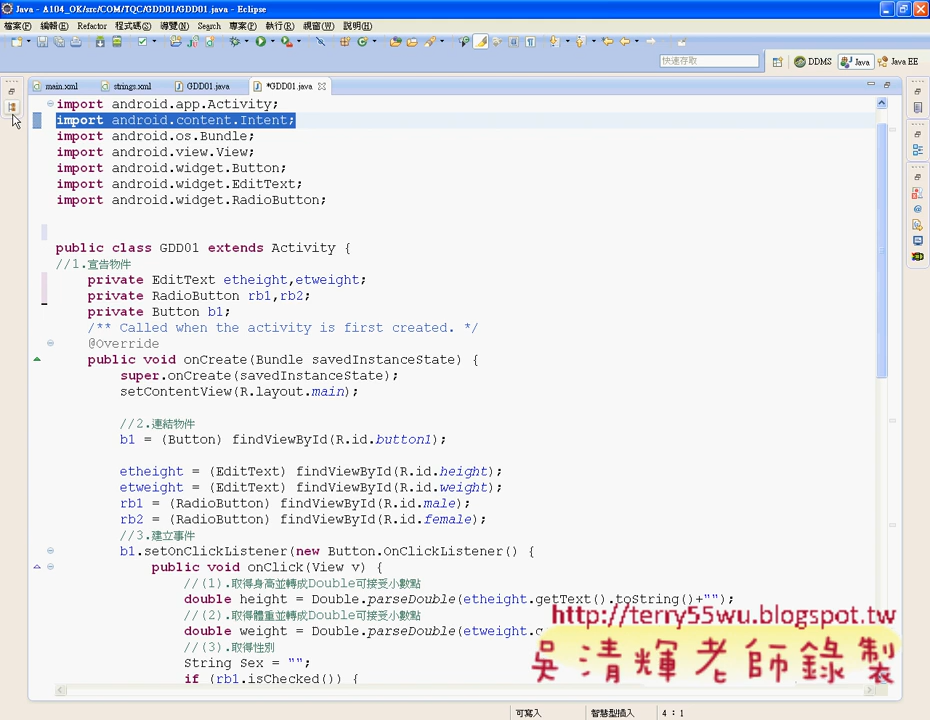 Java - A104_OK/src/COM/TQC/GDD01/GDD01.java - Eclipse
檔案(F) 編輯(E) Refactor 程式碼(S) 導覽(N) Search 專案(P) 執行(R) 視窗(W) 說明(H)
快速存取 DDMS Java Java EE
main.xml strings.xml GDD01.java *GDD01.java
import android.app.Activity;
import android.content.Intent;
import android.os.Bundle;
import android.view.View;
import android.widget.Button;
import android.widget.EditText;
import android.widget.RadioButton;
public class GDD01 extends Activity {
//1.宣告物件
private EditText etheight,etweight;
private RadioButton rb1,rb2;
private Button b1;
/** Called when the activity is first created. */
@Override
public void onCreate(Bundle savedInstanceState) {
super.onCreate(savedInstanceState);
setContentView(R.layout.main);
//2.連結物件
b1 = (Button) findViewById(R.id.button1);
etheight = (EditText) findViewById(R.id.height);
etweight = (EditText) findViewById(R.id.weight);
rb1 = (RadioButton) findViewById(R.id.male);
rb2 = (RadioButton) findViewById(R.id.female);
//3.建立事件
b1.setOnClickListener(new Button.OnClickListener() {
public void onClick(View v) {
//(1).取得身高並轉成Double可接受小數點
double height = Double.parseDouble(etheight.getText().toString()+"");
http://terry55wu.blogspot.tw
//(2).取得體重並轉成Double可接受小數點
double weight = Double.parseDouble(etweight.
吳清輝老師錄製
//(3).取得性別
String Sex = "";
if (rb1.isChecked()) {
可寫入 智慧型插入 4 : 1